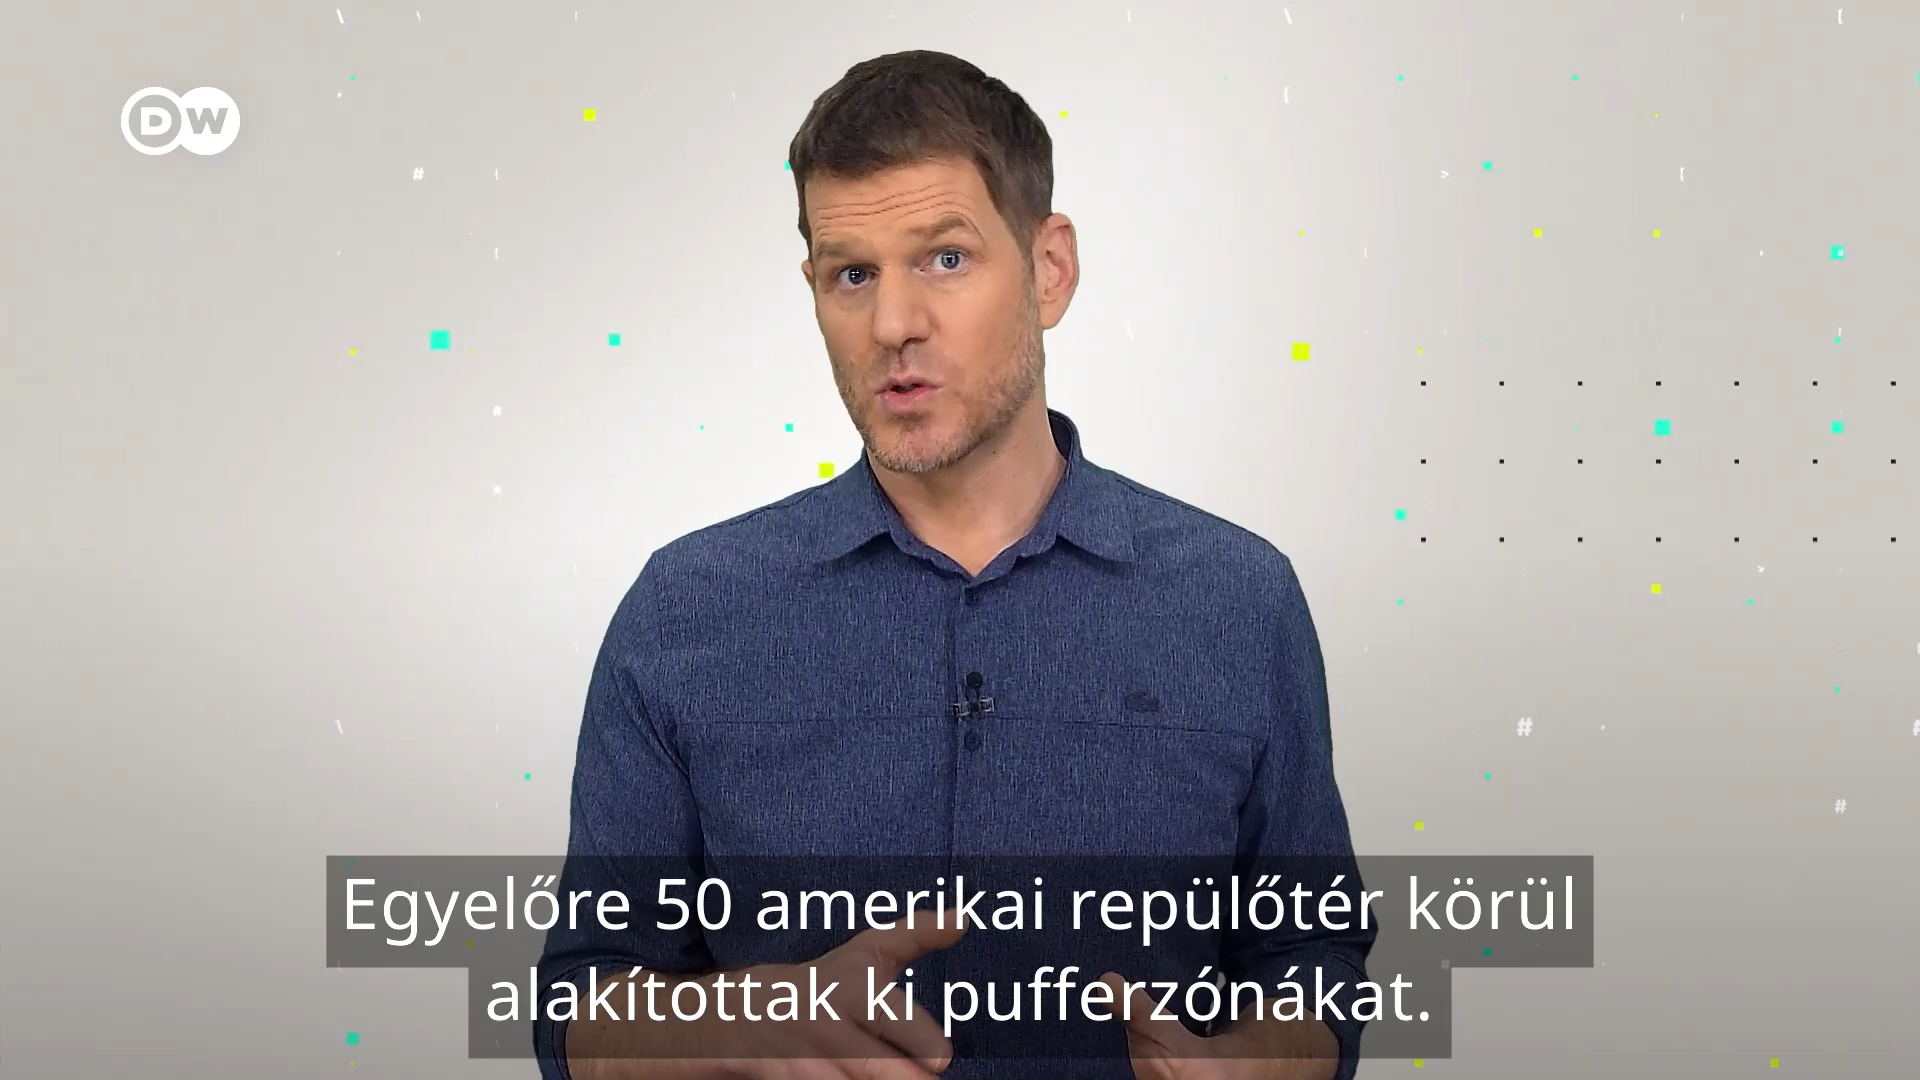 DW
Egyelőre 50 amerikai repülőtér körül
alakítottak ki pufferzónákat.